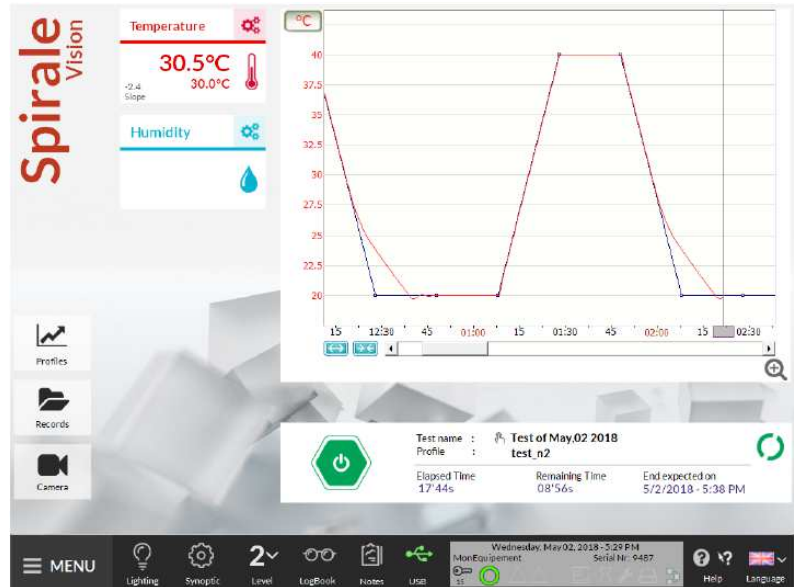 Spirale
Vision
Temperature
30.5°C
-2.4
30.0°C
Slope
Humidity
°C
40
37.5
35
32.5
30
27.5
25
22.5
20
15 12:30 45 01:00 15 01:30 45 02:00 15 02:30
Profiles
Records
Camera
Test name : Test of May,02 2018
Profile : test_n2
Elapsed Time Remaining Time End expected on
17'44s 08'56s 5/2/2018 - 5:38 PM
Wednesday, May 02, 2018 - 5:29 PM
MonEquipement Serial Nr: 9487
15
MENU
Lighting
Synoptic
2
Level
LogBook
Notes
USB
Help
Language